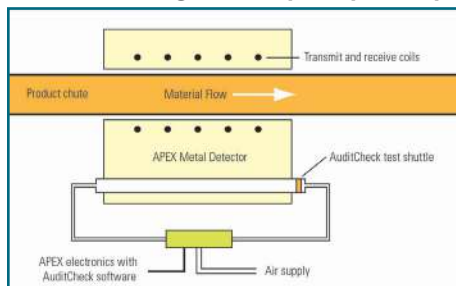 Transmit and receive coils
Product chute
Material Flow
APEX Metal Detector
AuditCheck test shuttle
APEX electronics with
AuditCheck software
Air supply